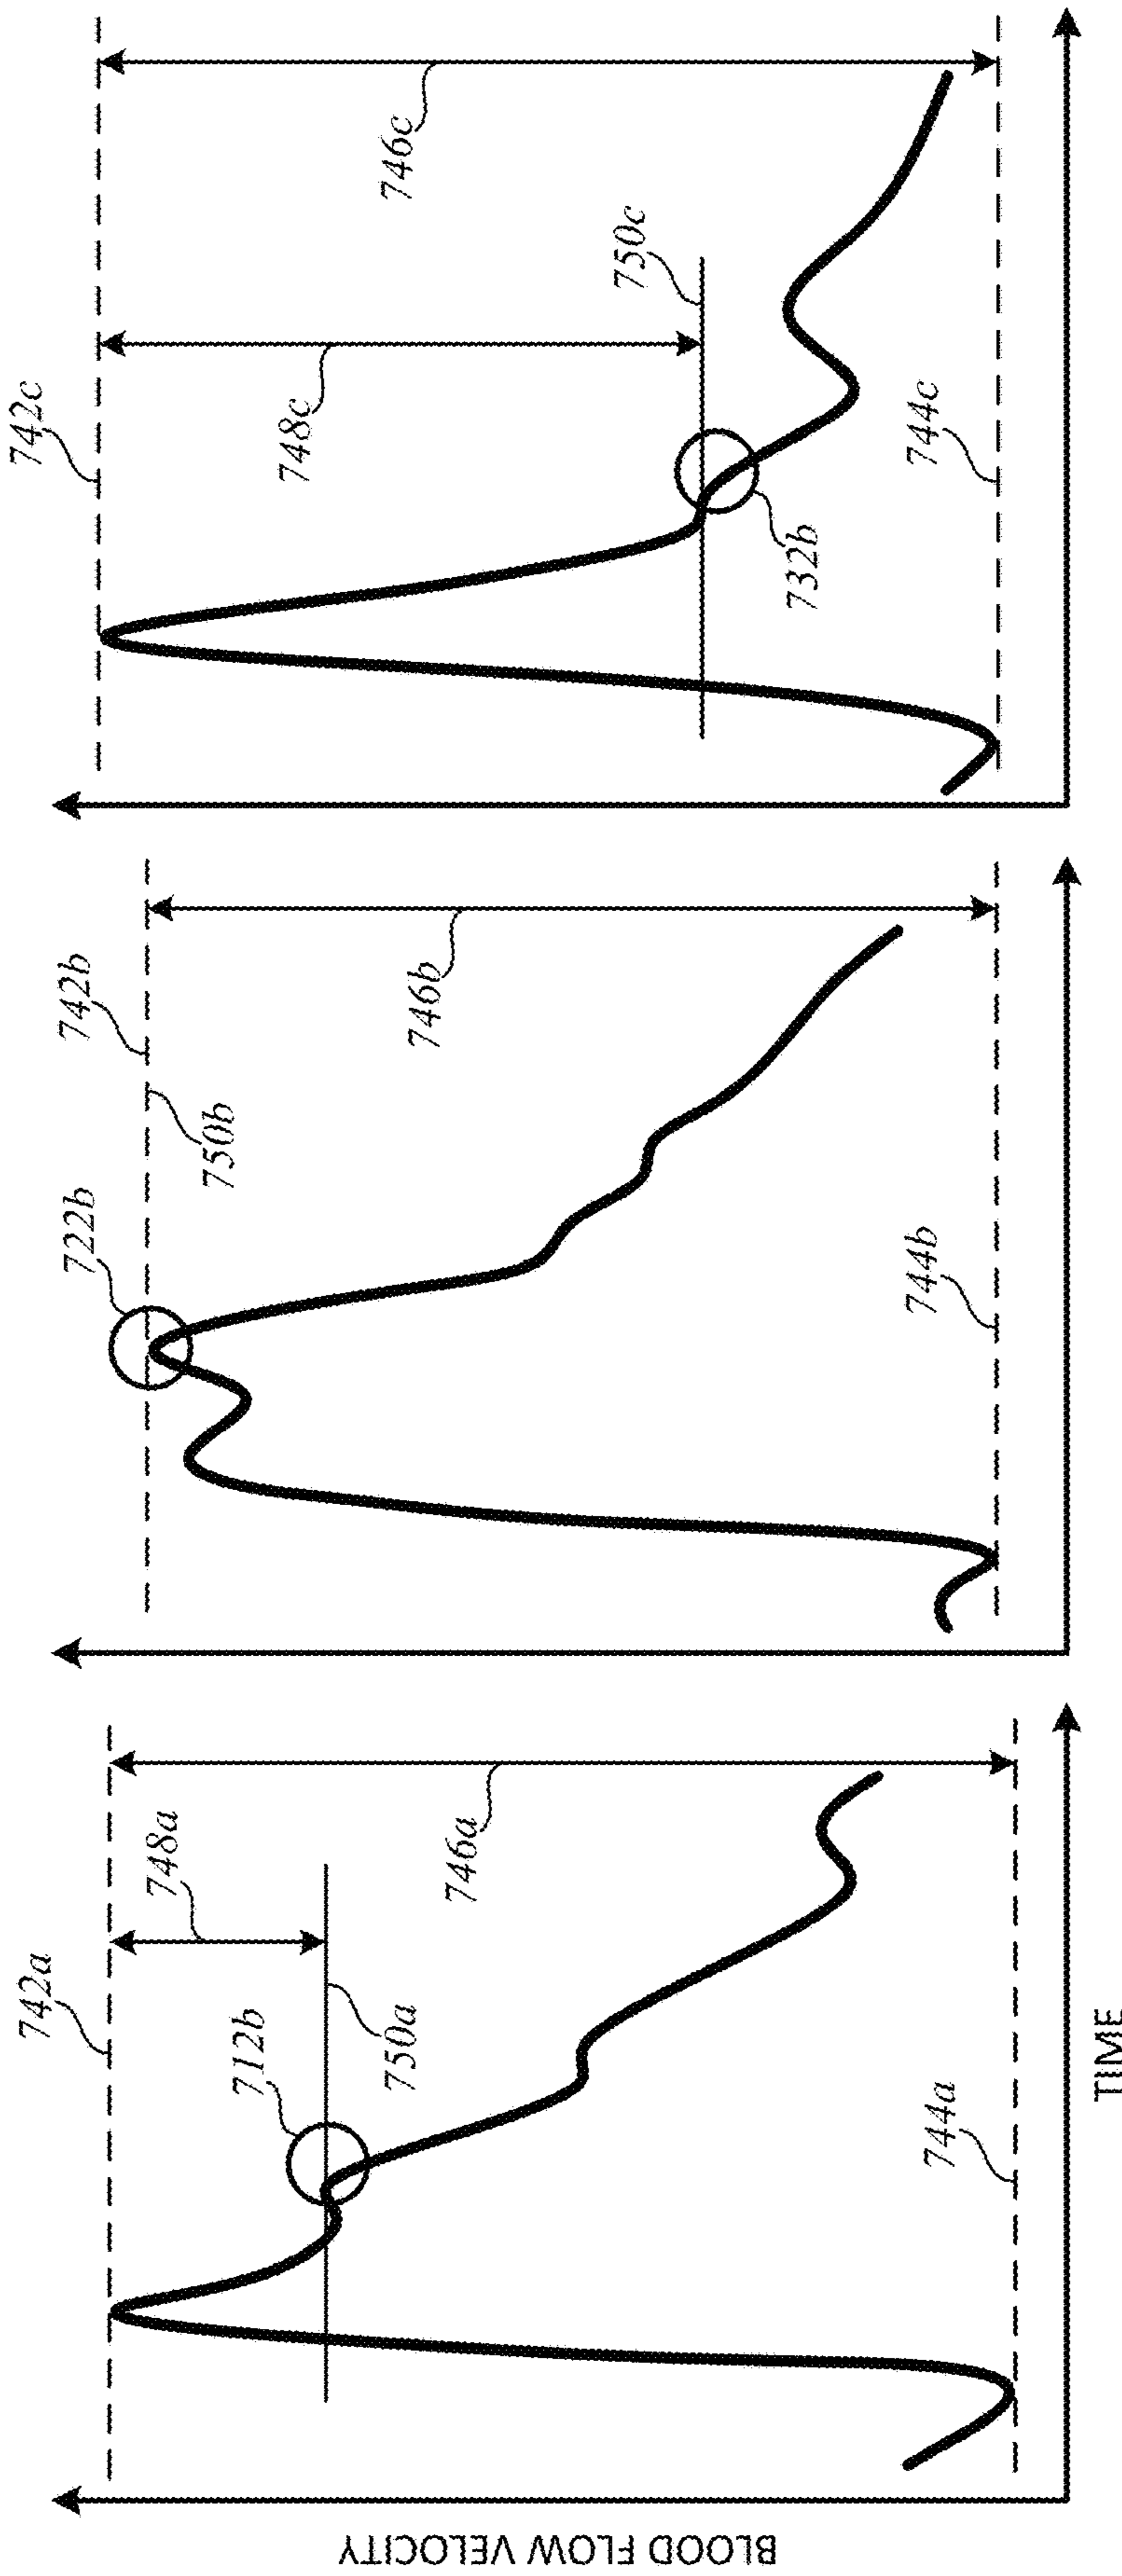 BLOOD FLOW VELOCITY
742a
748a
712b
750a
746a
744a
TIME
722b
742b
750b
746b
744b
742c
748c
746c
750c
732b
744c